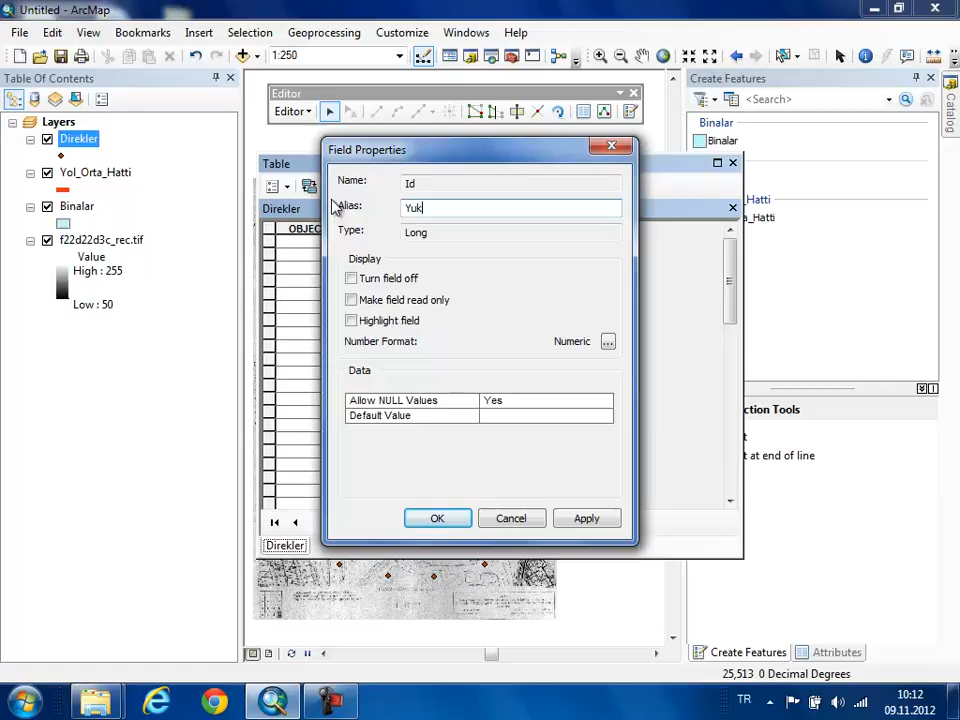 Untitled - ArcMap
File Edit View Bookmarks Insert Selection Geoprocessing Customize Windows Help
1:250
Table Of Contents
Layers
Direkler
Yol_Orta_Hatti
Binalar
f22d22d3c_rec.tif
Value
High : 255
Low : 50
Editor
Editor
Table
Direkler
OBJEC
Direkler
Field Properties
Name: Id
Alias: Yuk
Type: Long
Display
Turn field off
Make field read only
Highlight field
Number Format: Numeric ...
Data
Allow NULL Values Yes
Default Value
OK Cancel Apply
Create Features
<Search>
Binalar
Binalar
_Hatti
ta_Hatti
ction Tools
t
t at end of line
Create Features Attributes
Catalog
25,513 0 Decimal Degrees
TR
10:12
09.11.2012